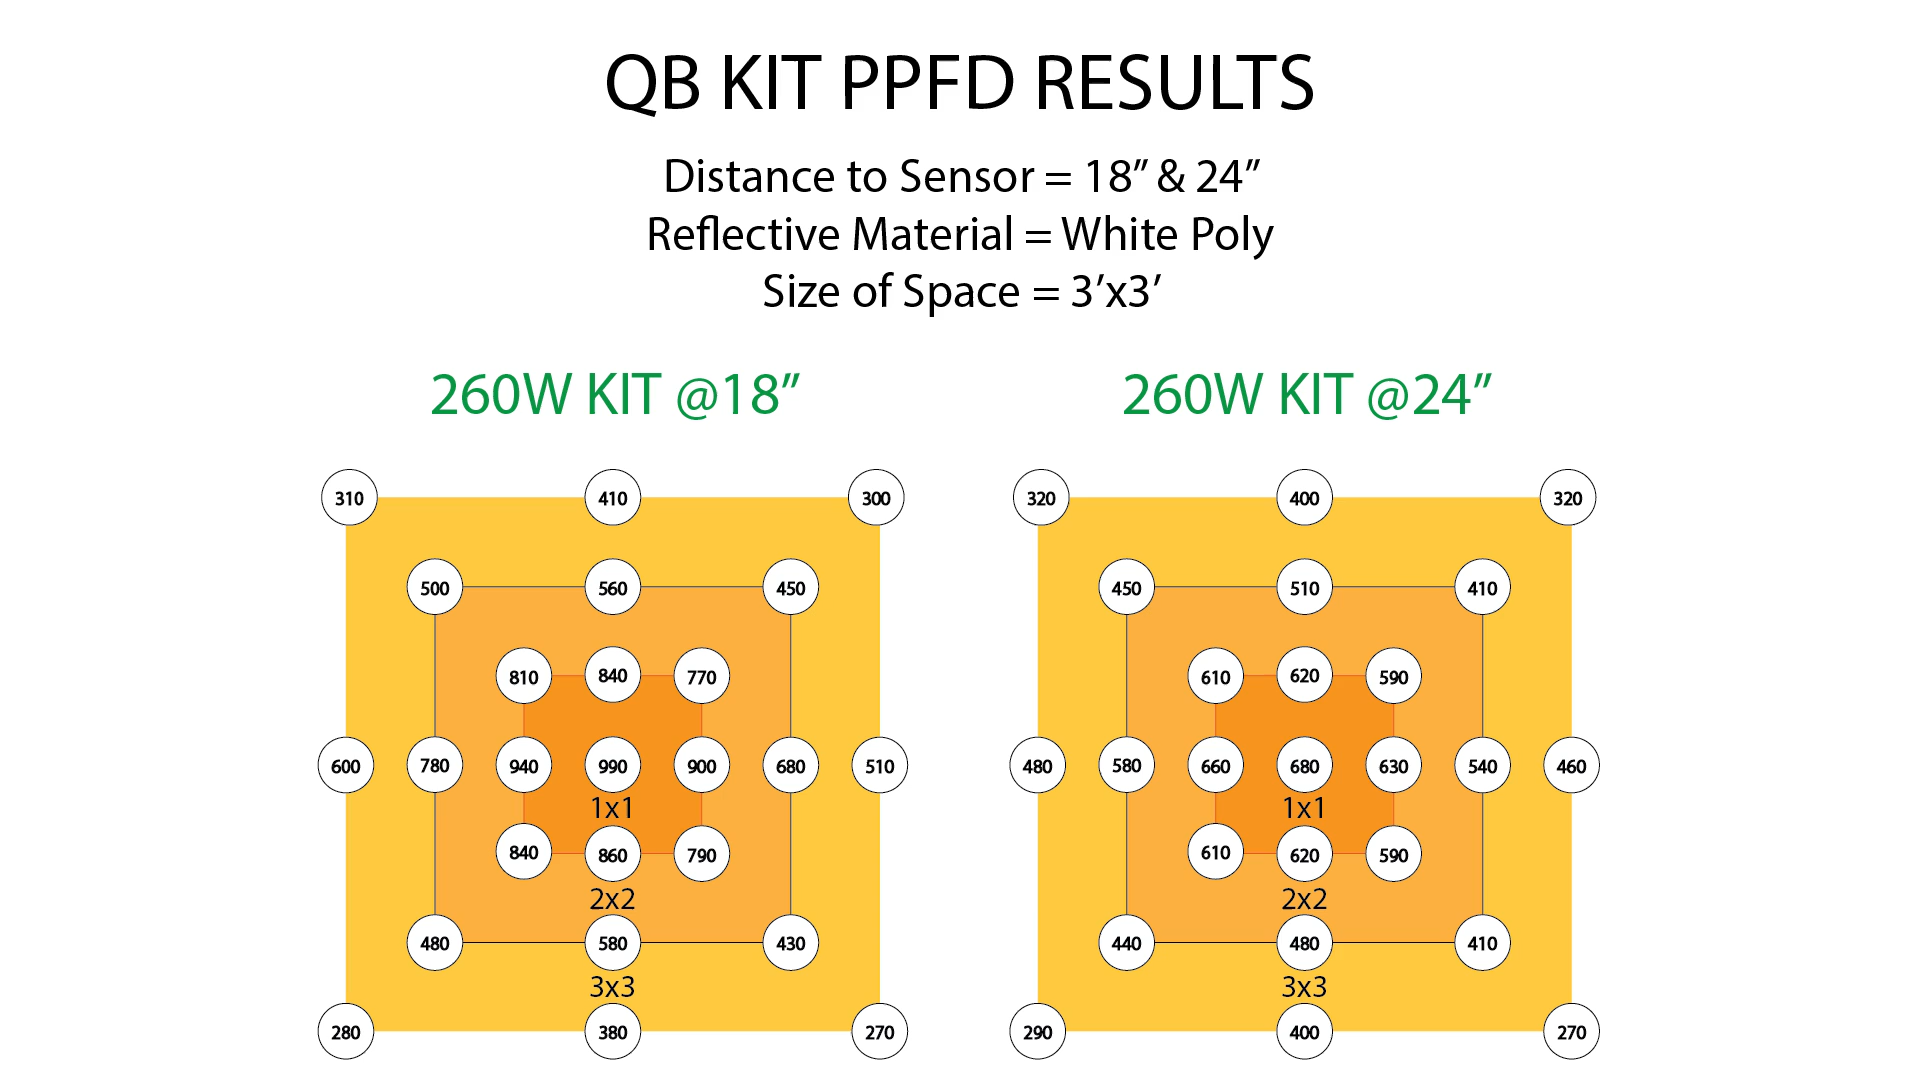 QB KIT PPFD RESULTS
Distance to Sensor = 18” & 24”
Reflective Material = White Poly
Size of Space = 3’x3’
260W KIT @18”
310 410 300
500 560 450
810 840 770
600 780 940 990 900 680 510
1x1
840 860 790
2x2
480 580 430
3x3
280 380 270
260W KIT @24”
320 400 320
450 510 410
610 620 590
480 580 660 680 630 540 460
1x1
610 620 590
2x2
440 480 410
3x3
290 400 270